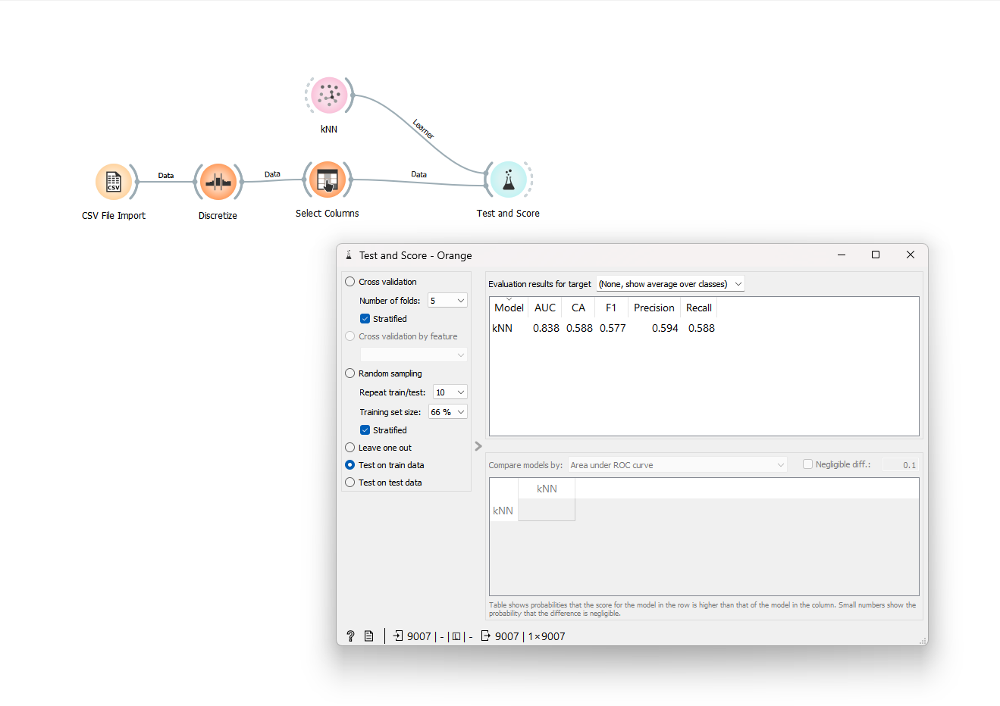 kNN
Learner
CSV
Data
Data
Data
CSV File Import
Discretize
Select Columns
Test and Score
Test and Score - Orange
Cross validation
Number of folds: 5
Stratified
Cross validation by feature
Random sampling
Repeat train/test: 10
Training set size: 66 %
Stratified
Leave one out
Test on train data
Test on test data
Evaluation results for target (None, show average over classes)
Model AUC CA F1 Precision Recall
kNN 0.838 0.588 0.577 0.594 0.588
Compare models by: Area under ROC curve Negligible diff.: 0.1
kNN
kNN
Table shows probabilities that the score for the model in the row is higher than that of the model in the column. Small numbers show the
probability that the difference is negligible.
? 9007 | - | | - 9007 | 1×9007